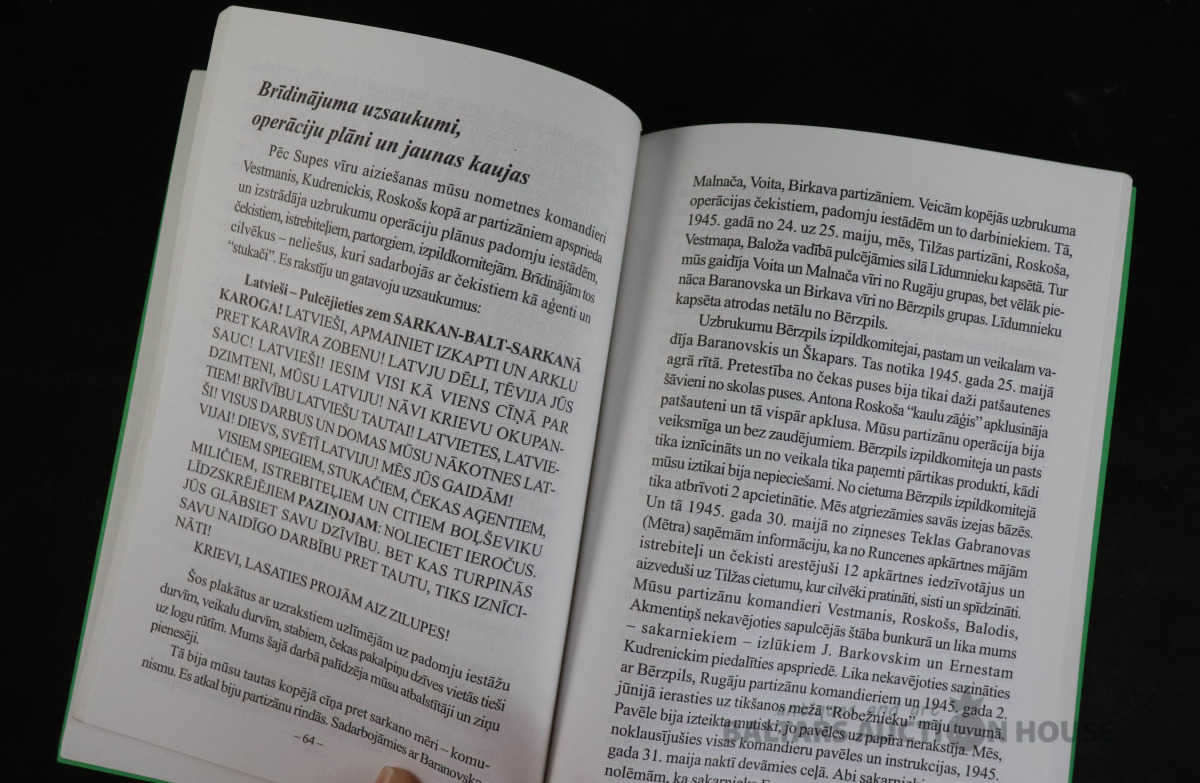 Brīdinājuma uzsaukumi,
operāciju plāni un jaunas kaujas
Pēc Supes vīru aiziešanas mūsu nometnes komandieri
Vestmanis, Kudrenickis, Roskošs kopā ar partizāniem apsprieda
un izstrādāja uzbrukumu operāciju plānus padomju iestādēm,
čekistiem, istrebiteļiem, partorgiem, izpildkomitejām. Brīdinājām tos
cilvēkus – neliešus, kuri sadarbojās ar čekistiem kā aģenti un
“stukači”. Es rakstīju un gatavoju uzsaukumus:
Latvieši – Pulcējieties zem SARKAN-BALT-SARKANĀ
KAROGA! LATVIEŠI, APMAINIET IZKAPTI UN ARKLU
PRET KARAVĪRA ZOBENU! LATVJU DĒLI, TĒVIJA JŪS
SAUC! LATVIEŠI! IESIM VISI KĀ VIENS CĪŅĀ PAR
DZIMTENI, MŪSU LATVIJU! NĀVI KRIEVU OKUPAN-
TIEM! BRĪVĪBU LATVIEŠU TAUTAI! LATVIETES, LATVIE-
ŠI! VISUS DARBUS UN DOMAS MŪSU NĀKOTNES LAT-
VIJAI! DIEVS, SVĒTĪ LATVIJU! MĒS JŪS GAIDĀM!
VISIEM SPIEGIEM, STUKAČIEM, ČEKAS AĢENTIEM,
MILIČIEM, ISTREBITEĻIEM UN CITIEM BOĻŠEVIKU
LĪDZSKRĒJĒJIEM PAZIŅOJAM: NOLIECIET IEROČUS.
JŪS GLĀBSIET SAVU DZĪVĪBU. BET KAS TURPINĀS
SAVU NAIDĪGO DARBĪBU PRET TAUTU, TIKS IZNĪCI-
NĀTI!
KRIEVI, LASATIES PROJĀM AIZ ZILUPES!
Šos plakātus ar uzrakstiem uzlīmējām uz padomju iestāžu
durvīm, veikalu durvīm, stabiem, čekas pakalpiņu dzīves vietās tieši
uz logu rūtīm. Mums šajā darbā palīdzēja mūsu atbalstītāji un ziņu
pienesēji.
Tā bija mūsu tautas kopējā cīņa pret sarkano mēri – komu-
nismu. Es atkal biju partizānu rindās. Sadarbojāmies ar Baranovska
– 64 –
Malnača, Voita, Birkava partizāniem. Veicām kopējās uzbrukuma
operācijas čekistiem, padomju iestādēm un to darbiniekiem. Tā,
1945. gadā no 24. uz 25. maiju, mēs, Tilžas partizāni, Roskoša,
Vestmaņa, Baloža vadībā pulcējāmies silā Līdumnieku kapsētā. Tur
mūs gaidīja Voita un Malnača vīri no Rugāju grupas, bet vēlāk pie-
nāca Baranovska un Birkava vīri no Bērzpils grupas. Līdumnieku
kapsēta atrodas netālu no Bērzpils.
Uzbrukumu Bērzpils izpildkomitejai, pastam un veikalam va-
dīja Baranovskis un Škapars. Tas notika 1945. gada 25. maijā
agrā rītā. Pretestība no čekas puses bija tikai daži patšautenes
šāvieni no skolas puses. Antona Roskoša “kaulu zāģis” apklusināja
patšauteni un tā vispār apklusa. Mūsu partizānu operācija bija
veiksmīga un bez zaudējumiem. Bērzpils izpildkomiteja un pasts
tika iznīcināts un no veikala tika paņemti pārtikas produkti, kādi
mūsu iztikai bija nepieciešami. No cietuma Bērzpils izpildkomitejā
tika atbrīvoti 2 apcietinātie. Mēs atgriezāmies savās izejas bāzēs.
Un tā 1945. gada 30. maijā no ziņneses Teklas Gabranovas
(Mētra) saņēmām informāciju, ka no Runcenes apkārtnes mājām
istrebiteļi un čekisti arestējuši 12 apkārtnes iedzīvotājus un
aizveduši uz Tilžas cietumu, kur cilvēki pratināti, sisti un spīdzināti.
Mūsu partizānu komandieri Vestmanis, Roskošs, Balodis,
Akmentiņš nekavējoties sapulcējās štāba bunkurā un lika mums
– sakarniekiem – izlūkiem J. Barkovskim un Ernestam
Kudrenickim piedalīties apspriedē. Lika nekavējoties sazināties
ar Bērzpils, Rugāju partizānu komandieriem un 1945. gada 2.
jūnijā ierasties uz tikšanos mežā “Robežnieku” māju tuvumā.
Pavēle bija izteikta mutiski, jo pavēles uz papīra nerakstīja. Mēs,
noklausījušies visas komandieru pavēles un instrukcijas, 1945.
gada 31. maija naktī devāmies ceļā. Abi sakarnieki
nolēmām, ka sakarnieks
BALTARS AUCTION HOUSE